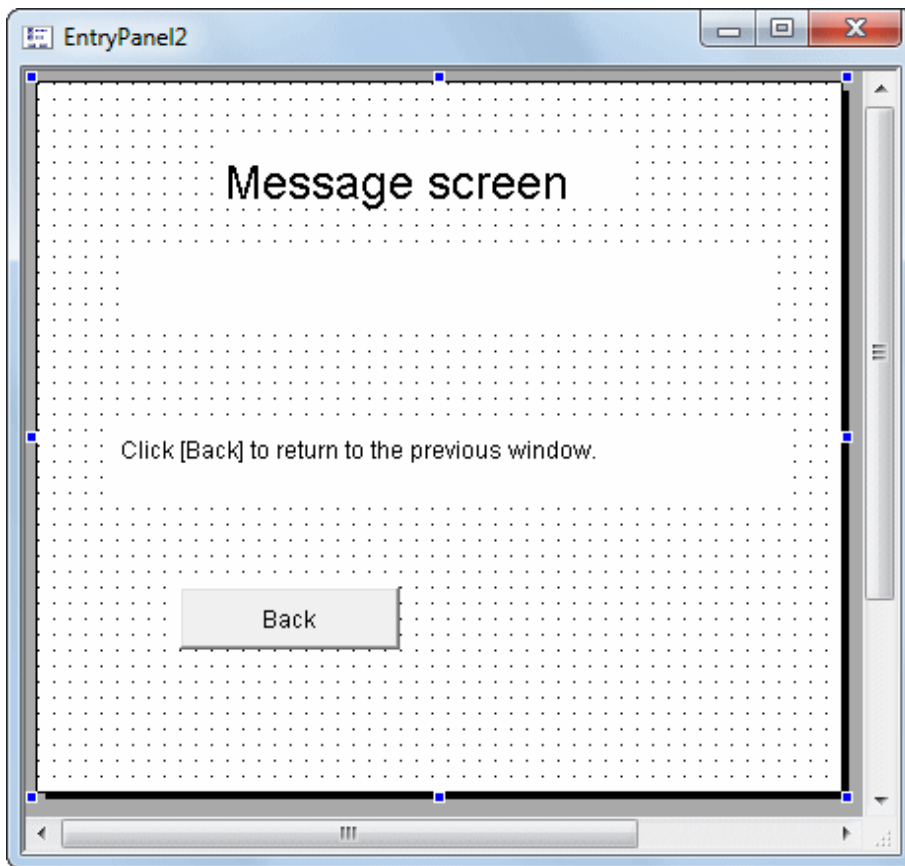 EntryPanel2
Message screen
Click [Back] to return to the previous window.
Back